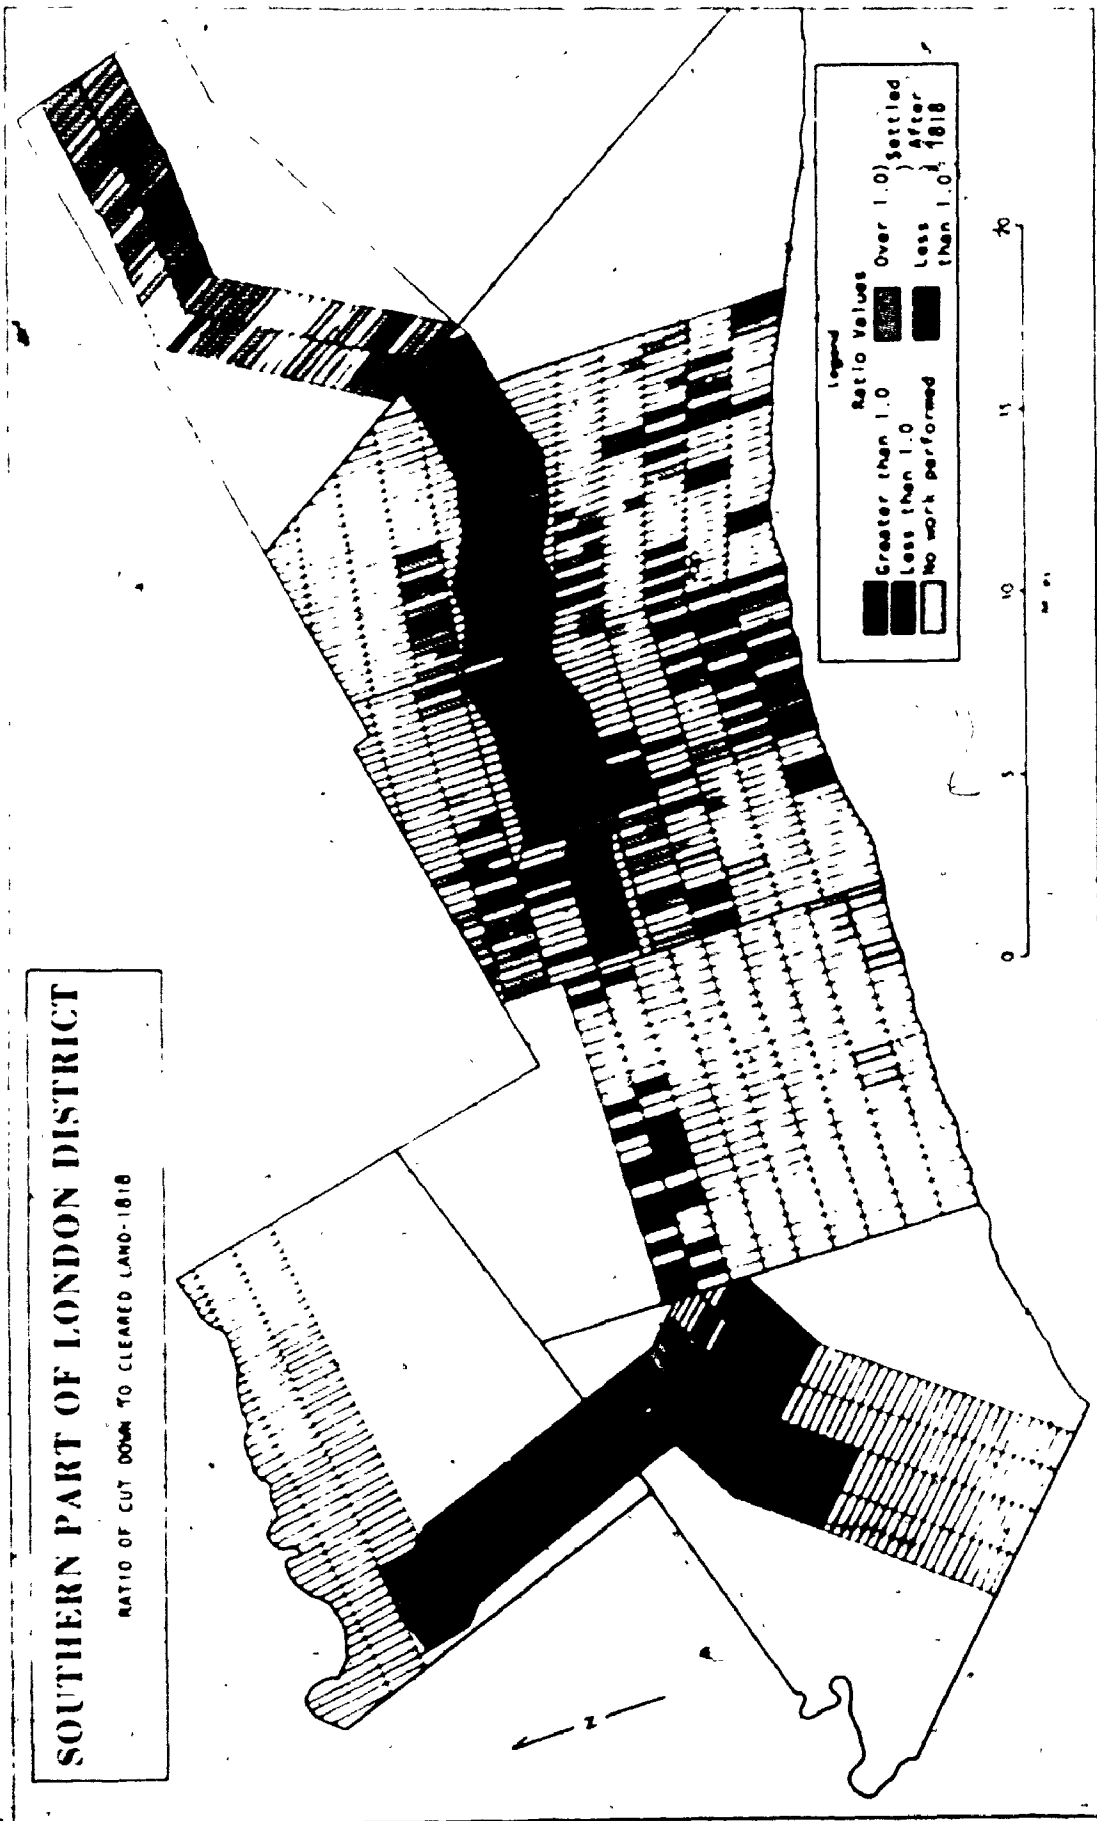 SOUTHERN PART OF LONDON DISTRICT
RATIO OF CUT DOWN TO CLEARED LAND-1818
Legend
Ratio Values
Greater than 1.0
Less than 1.0
No work performed
Over 1.0)
Less
than 1.0
Settled
After
1818
0 5 10 15 20
N